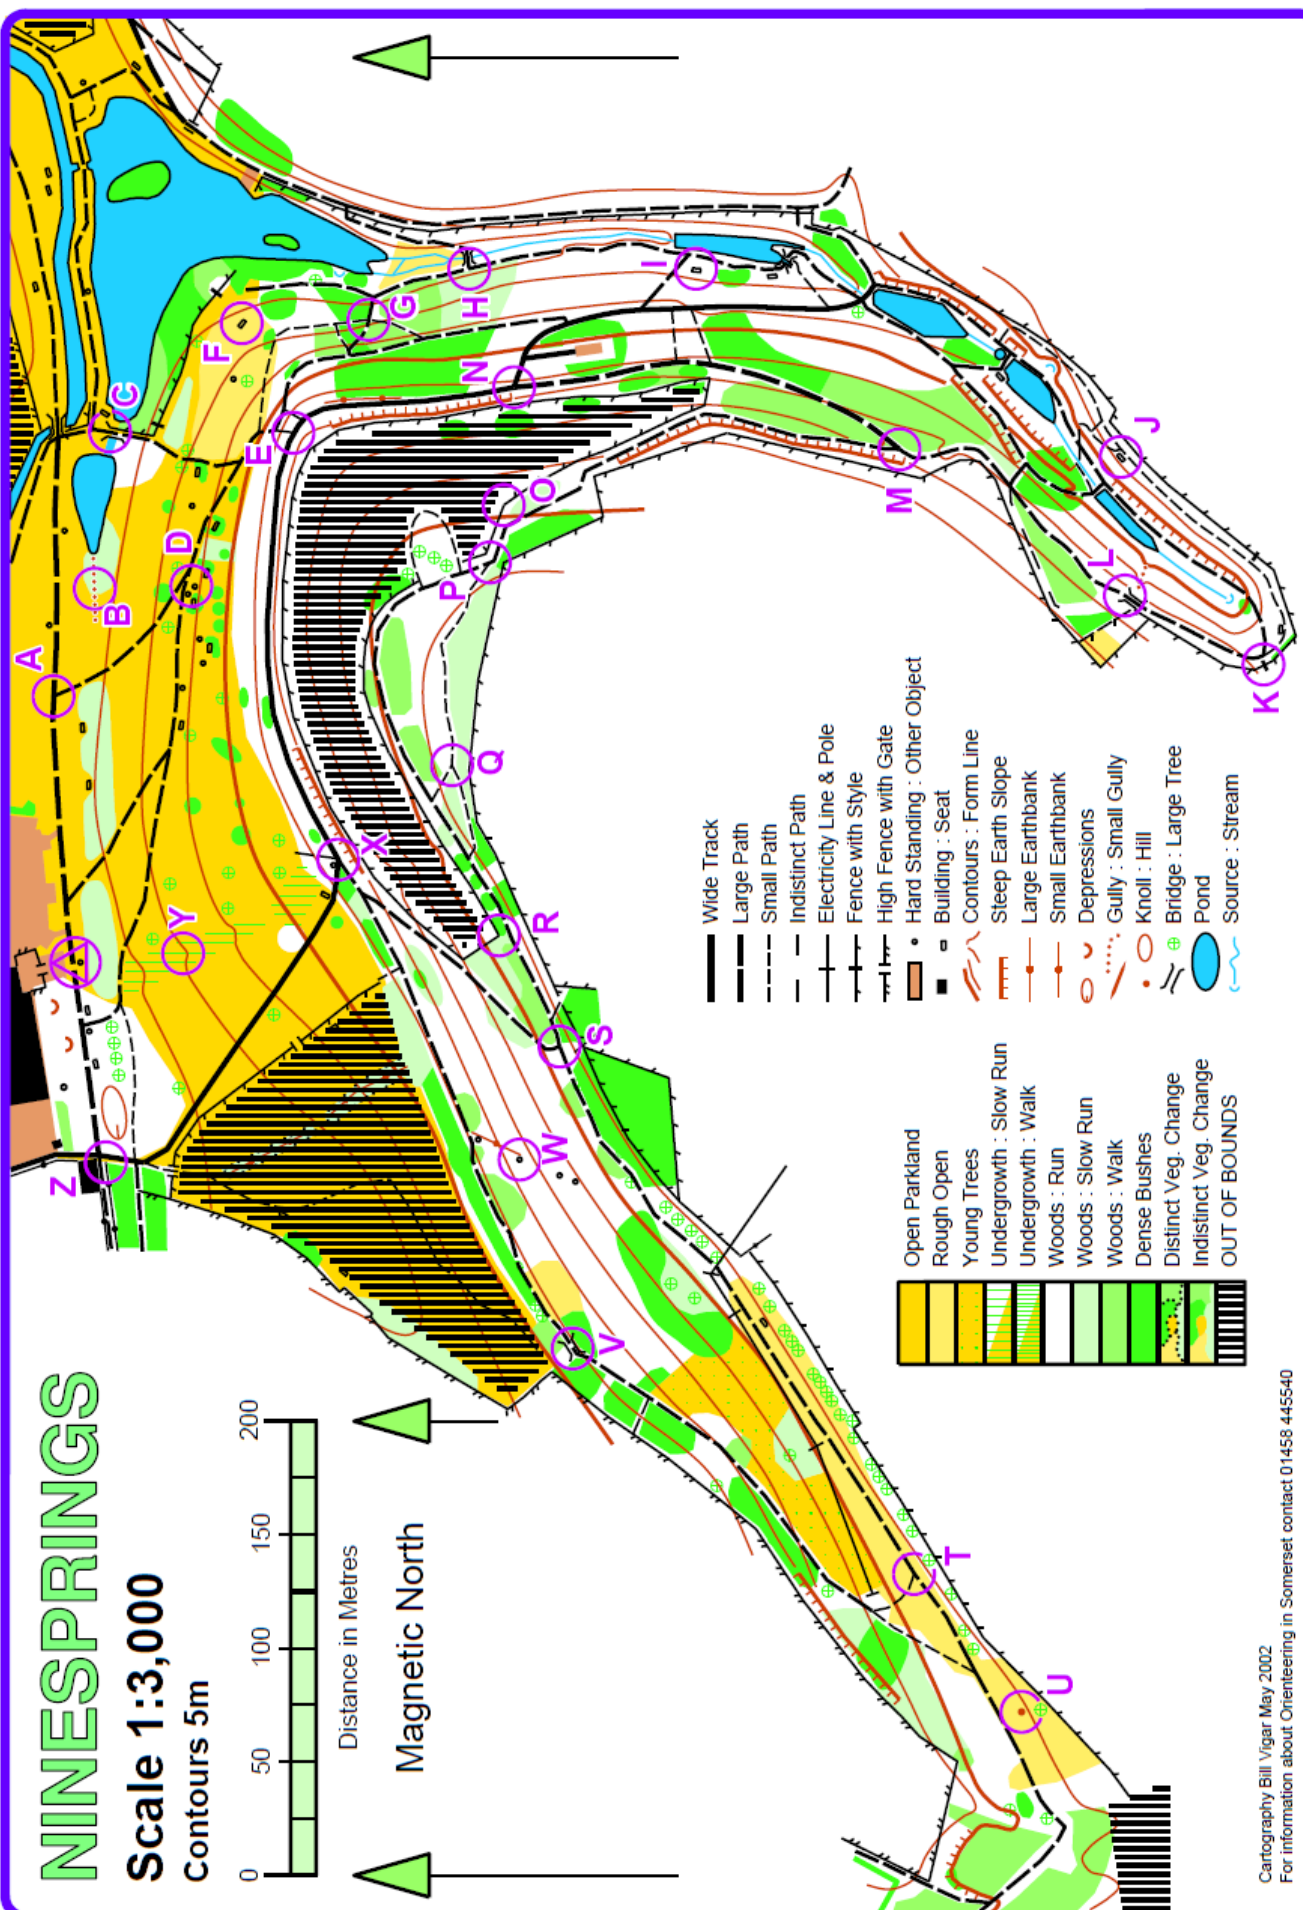 NINESPRINGS
Scale 1:3,000
Contours 5m
0 50 100 150 200
Distance in Metres
Magnetic North
A
B
C
D
E
F
G
H
I
J
K
L
M
N
O
P
Q
R
S
T
U
V
W
X
Y
Z
Open Parkland
Rough Open
Young Trees
Undergrowth : Slow Run
Undergrowth : Walk
Woods : Run
Woods : Slow Run
Woods : Walk
Dense Bushes
Distinct Veg. Change
Indistinct Veg. Change
OUT OF BOUNDS
Wide Track
Large Path
Small Path
Indistinct Path
Electricity Line & Pole
Fence with Style
High Fence with Gate
Hard Standing : Other Object
Building : Seat
Contours : Form Line
Steep Earth Slope
Large Earthbank
Small Earthbank
Depressions
Gully : Small Gully
Knoll : Hill
Bridge : Large Tree
Pond
Source : Stream
Cartography Bill Vigar May 2002
For information about Orienteering in Somerset contact 01458 445540